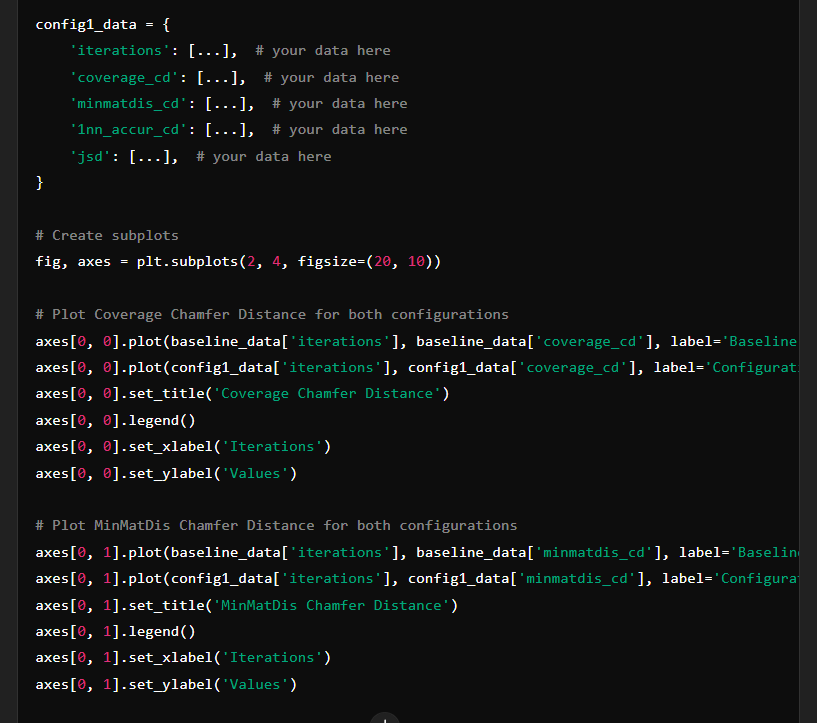 config1_data = {
    'iterations': [...],  # your data here
    'coverage_cd': [...],  # your data here
    'minmatdis_cd': [...],  # your data here
    '1nn_accur_cd': [...],  # your data here
    'jsd': [...],  # your data here
}

# Create subplots
fig, axes = plt.subplots(2, 4, figsize=(20, 10))

# Plot Coverage Chamfer Distance for both configurations
axes[0, 0].plot(baseline_data['iterations'], baseline_data['coverage_cd'], label='Baseline
axes[0, 0].plot(config1_data['iterations'], config1_data['coverage_cd'], label='Configurat
axes[0, 0].set_title('Coverage Chamfer Distance')
axes[0, 0].legend()
axes[0, 0].set_xlabel('Iterations')
axes[0, 0].set_ylabel('Values')

# Plot MinMatDis Chamfer Distance for both configurations
axes[0, 1].plot(baseline_data['iterations'], baseline_data['minmatdis_cd'], label='Baselin
axes[0, 1].plot(config1_data['iterations'], config1_data['minmatdis_cd'], label='Configura
axes[0, 1].set_title('MinMatDis Chamfer Distance')
axes[0, 1].legend()
axes[0, 1].set_xlabel('Iterations')
axes[0, 1].set_ylabel('Values')